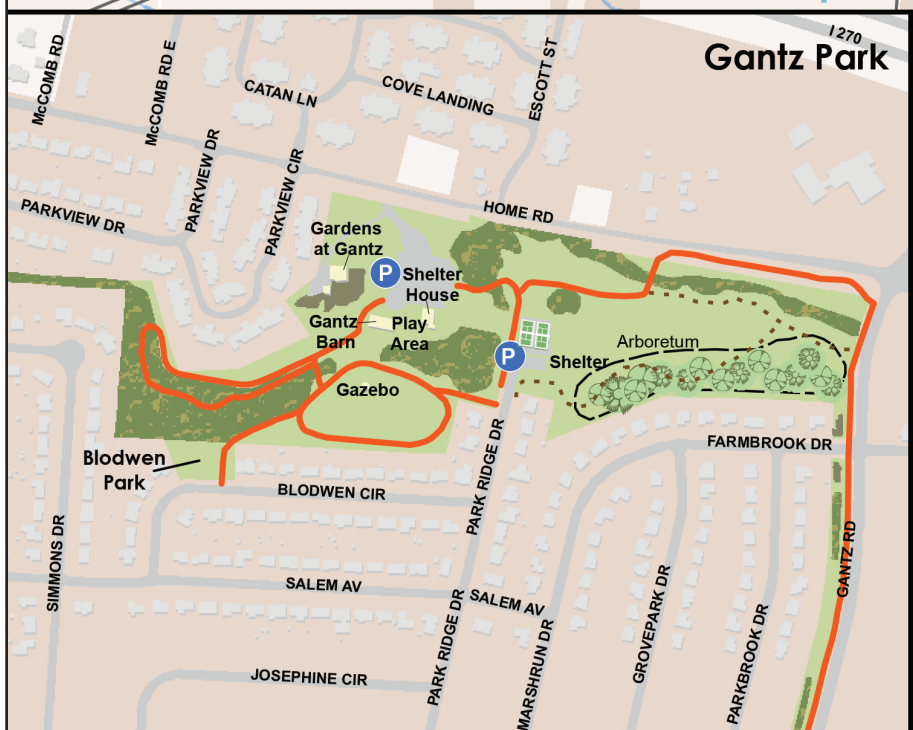 I 270
Gantz Park
McCOMB RD
McCOMB RD E
CATAN LN
COVE LANDING
ESCOTT ST
PARKVIEW DR
PARKVIEW DR
PARKVIEW CIR
HOME RD
Gardens
at Gantz
P
Shelter
House
Gantz
Barn
Play
Area
P
Shelter
Arboretum
Gazebo
Blodwen
Park
FARMBROOK DR
BLODWEN CIR
PARK RIDGE DR
SIMMONS DR
SALEM AV
SALEM AV
GANTZ RD
JOSEPHINE CIR
PARK RIDGE DR
MARSHRUN DR
GROVEPARK DR
PARKBROOK DR